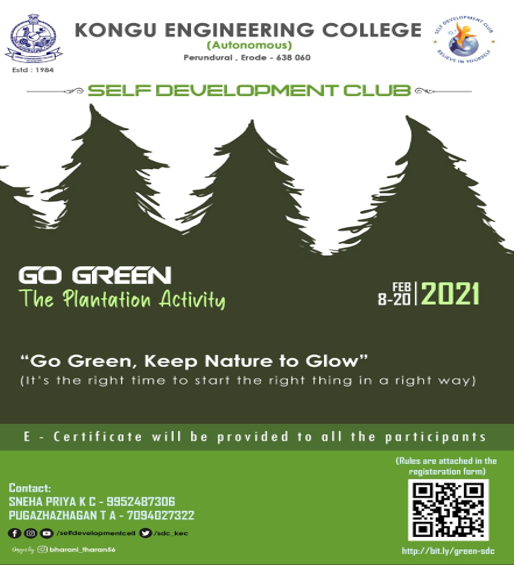 KONGU ENGINEERING COLLEGE
(Autonomous)
Perundurai , Erode - 638 060
Estd : 1984
SELF DEVELOPMENT CLUB
BELIEVE IN YOURSELF
SELF DEVELOPMENT CLUB
GO GREEN
The Plantation Activity
FEB
8-20
2021
“Go Green, Keep Nature to Glow”
(It's the right time to start the right thing in a right way)
E - Certificate will be provided to all the participants
(Rules are attached in the
registeration form)
Contact:
SNEHA PRIYA K C - 9952487306
PUGAZHAZHAGAN T A - 7094027322
/selfdevelopmentcell /sdc_kec
bharani_tharan56
http://bit.ly/green-sdc